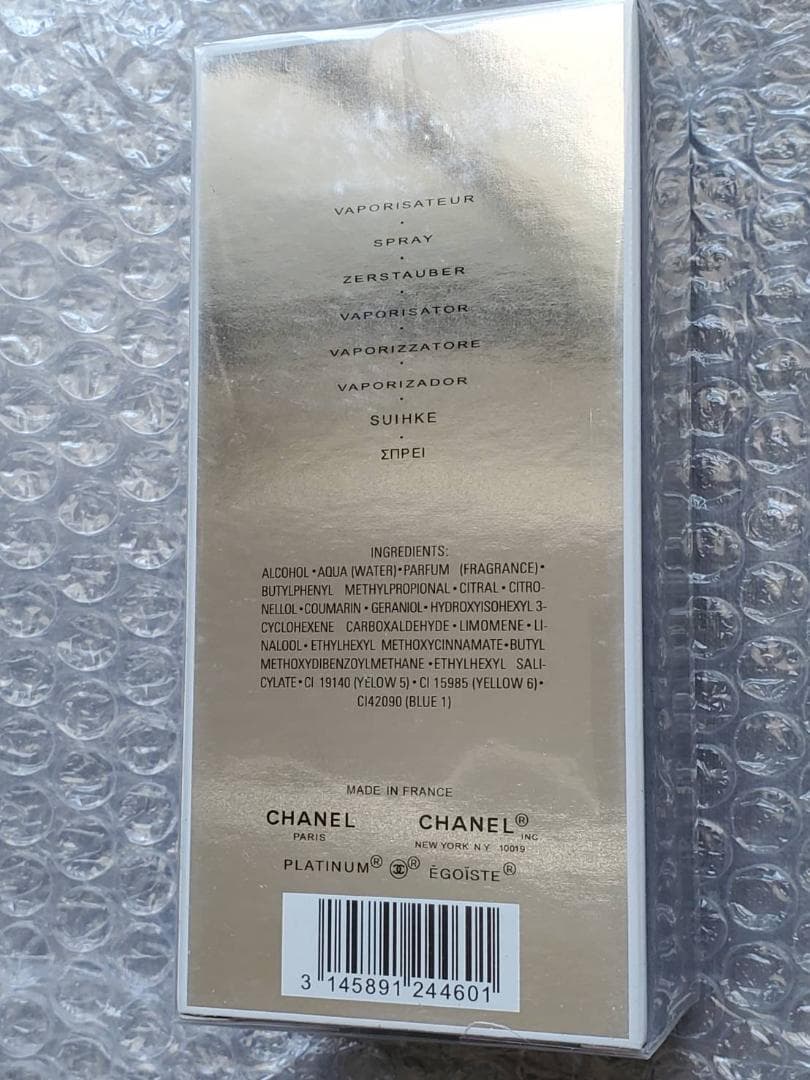 VAPORISATEUR
SPRAY
ZERSTAUBER
VAPORISATOR
VAPORIZZATORE
VAPORIZADOR
SUIHKE
ΣΠΡΕΙ
INGREDIENTS:
ALCOHOL•AQUA (WATER)•PARFUM (FRAGRANCE)•
BUTYLPHENYL METHYLPROPIONAL•CITRAL•CITRO-
NELLOL•COUMARIN•GERANIOL•HYDROXYISOHEXYL 3-
CYCLOHEXENE CARBOXALDEHYDE•LIMOMENE•LI-
NALOOL•ETHYLHEXYL METHOXYCINNAMATE•BUTYL
METHOXYDIBENZOYLMETHANE•ETHYLHEXYL SALI-
CYLATE•CI 19140 (YELOW 5)•CI 15985 (YELLOW 6)•
CI42090 (BLUE 1)
MADE IN FRANCE
CHANEL CHANEL® INC.
PARIS NEW YORK N.Y. 10019
PLATINUM® ® ÉGOÏSTE®
3 145891 244601